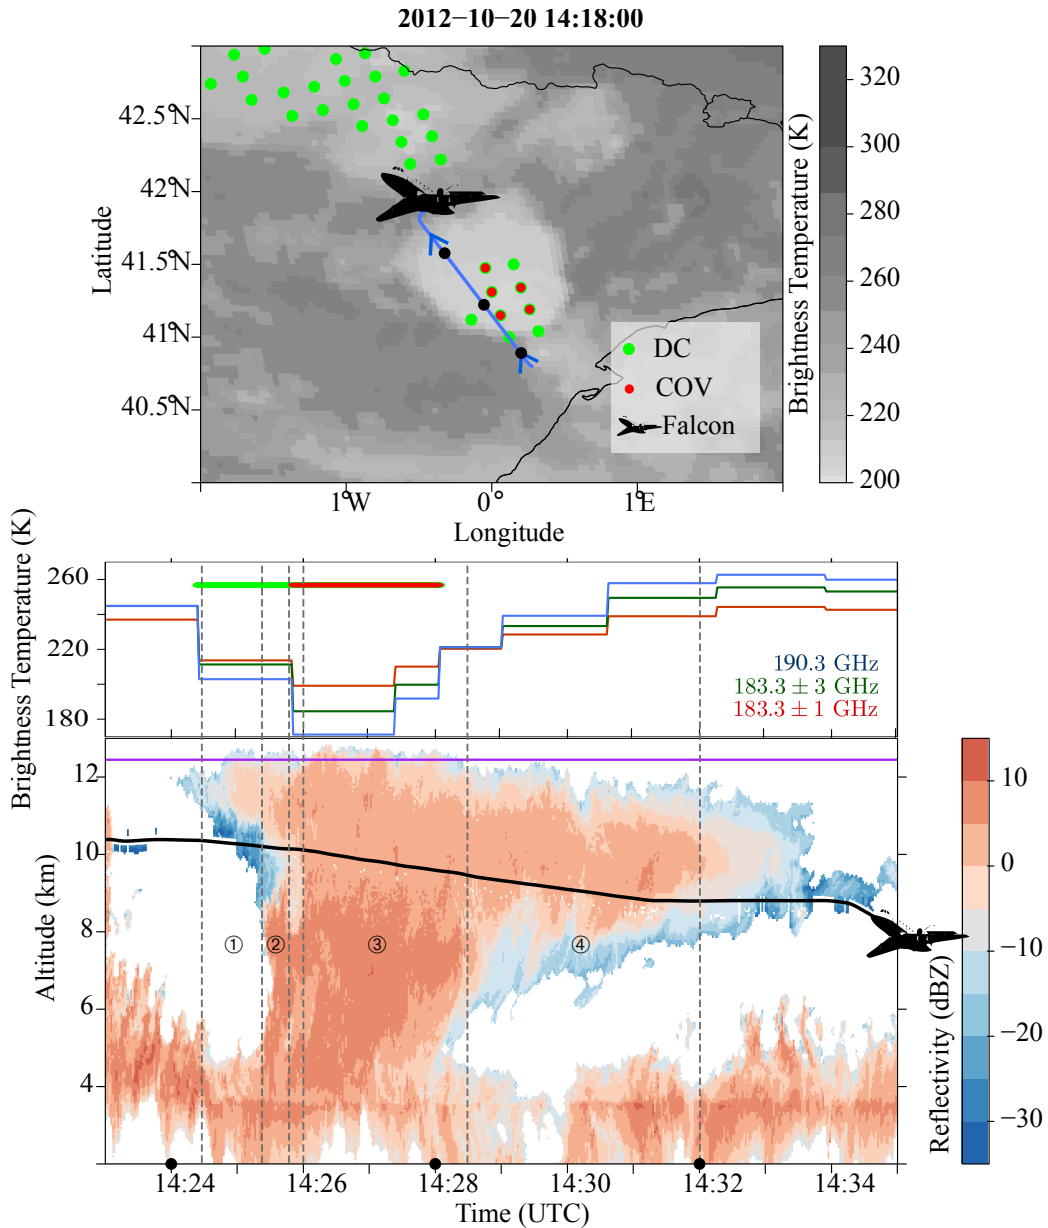 2012−10−20 14:18:00
42.5°N
42°N
41.5°N
41°N
40.5°N
Latitude
1°W
0°
1°E
Longitude
DC
COV
Falcon
320
300
280
260
240
220
200
Brightness Temperature (K)
260
220
180
Brightness Temperature (K)
190.3 GHz
183.3 ± 3 GHz
183.3 ± 1 GHz
12
10
8
6
4
Altitude (km)
① ② ③ ④
14:24 14:26 14:28 14:30 14:32 14:34
Time (UTC)
10
0
−10
−20
−30
Reflectivity (dBZ)